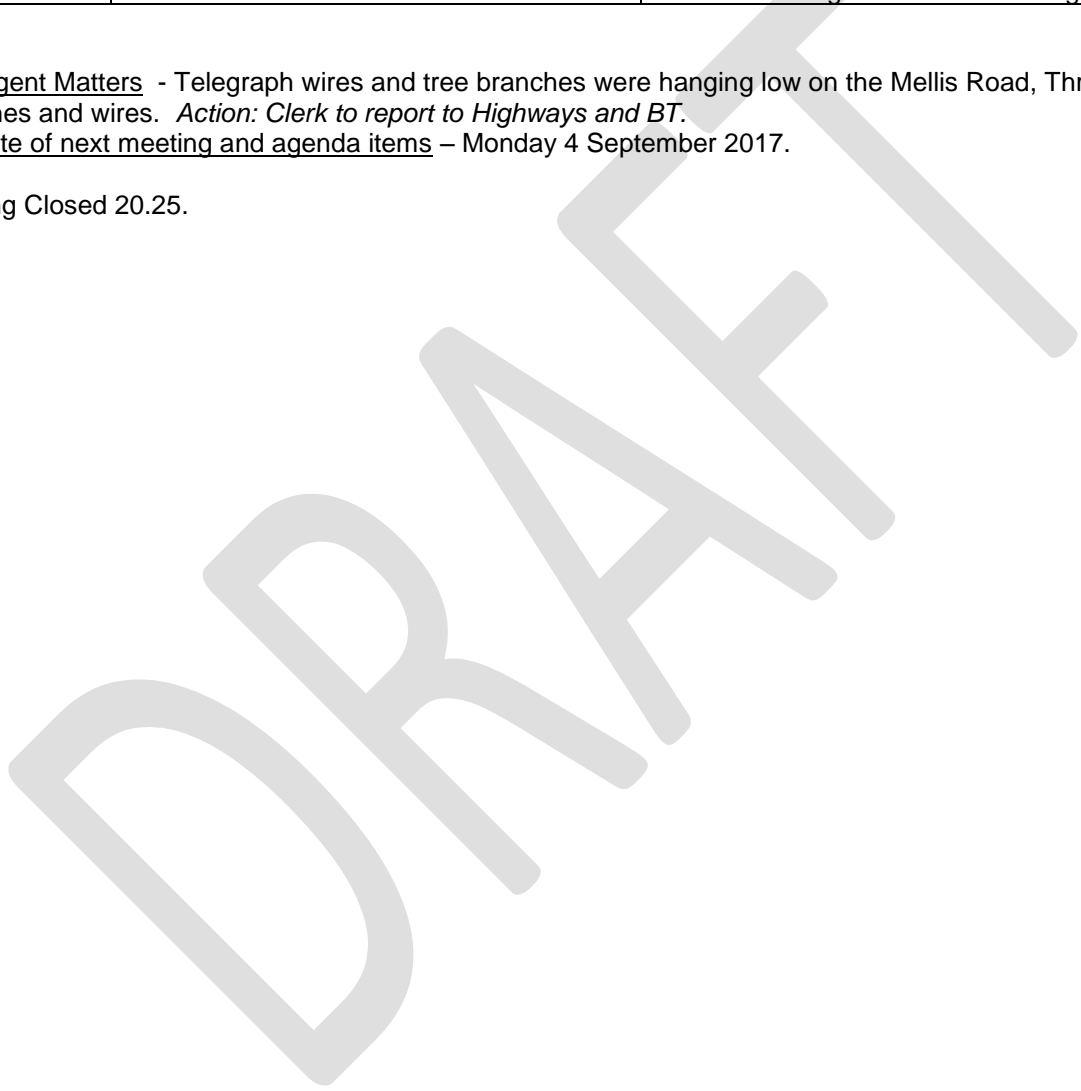 gent Matters - Telegraph wires and tree branches were hanging low on the Mellis Road, Thr
nes and wires. Action: Clerk to report to Highways and BT.
te of next meeting and agenda items – Monday 4 September 2017.
ng Closed 20.25.
DRAFT